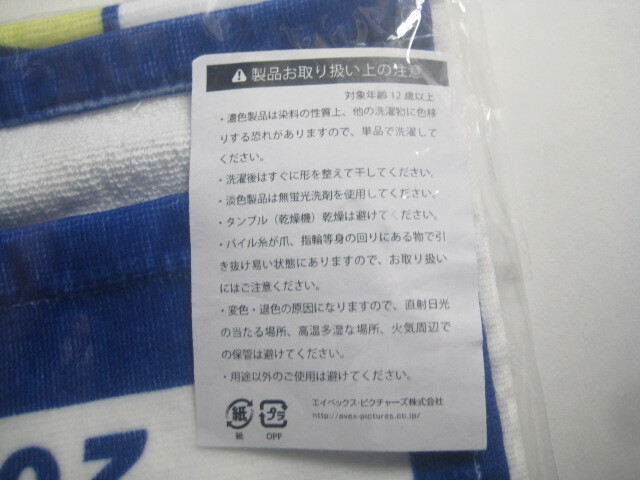 製品お取り扱い上の注意
対象年齢 12 歳以上
・濃色製品は染料の性質上、他の洗濯物に色移
りする恐れがありますので、単品で洗濯して
ください。
・洗濯後はすぐに形を整えて干してください。
・淡色製品は無蛍光洗剤を使用してください。
・タンブル（乾燥機）乾燥は避けてください。
・パイル糸が爪、指輪等身の回りにある物で引
き抜け易い状態にありますので、お取り扱い
にはご注意ください。
・変色・退色の原因になりますので、直射日光
の当たる場所、高温多湿な場所、火気周辺で
の保管は避けてください。
・用途以外のご使用は避けてください。
紙
紙
プラ
OPP
エイベックス・ピクチャーズ株式会社
http://avex-pictures.co.jp/